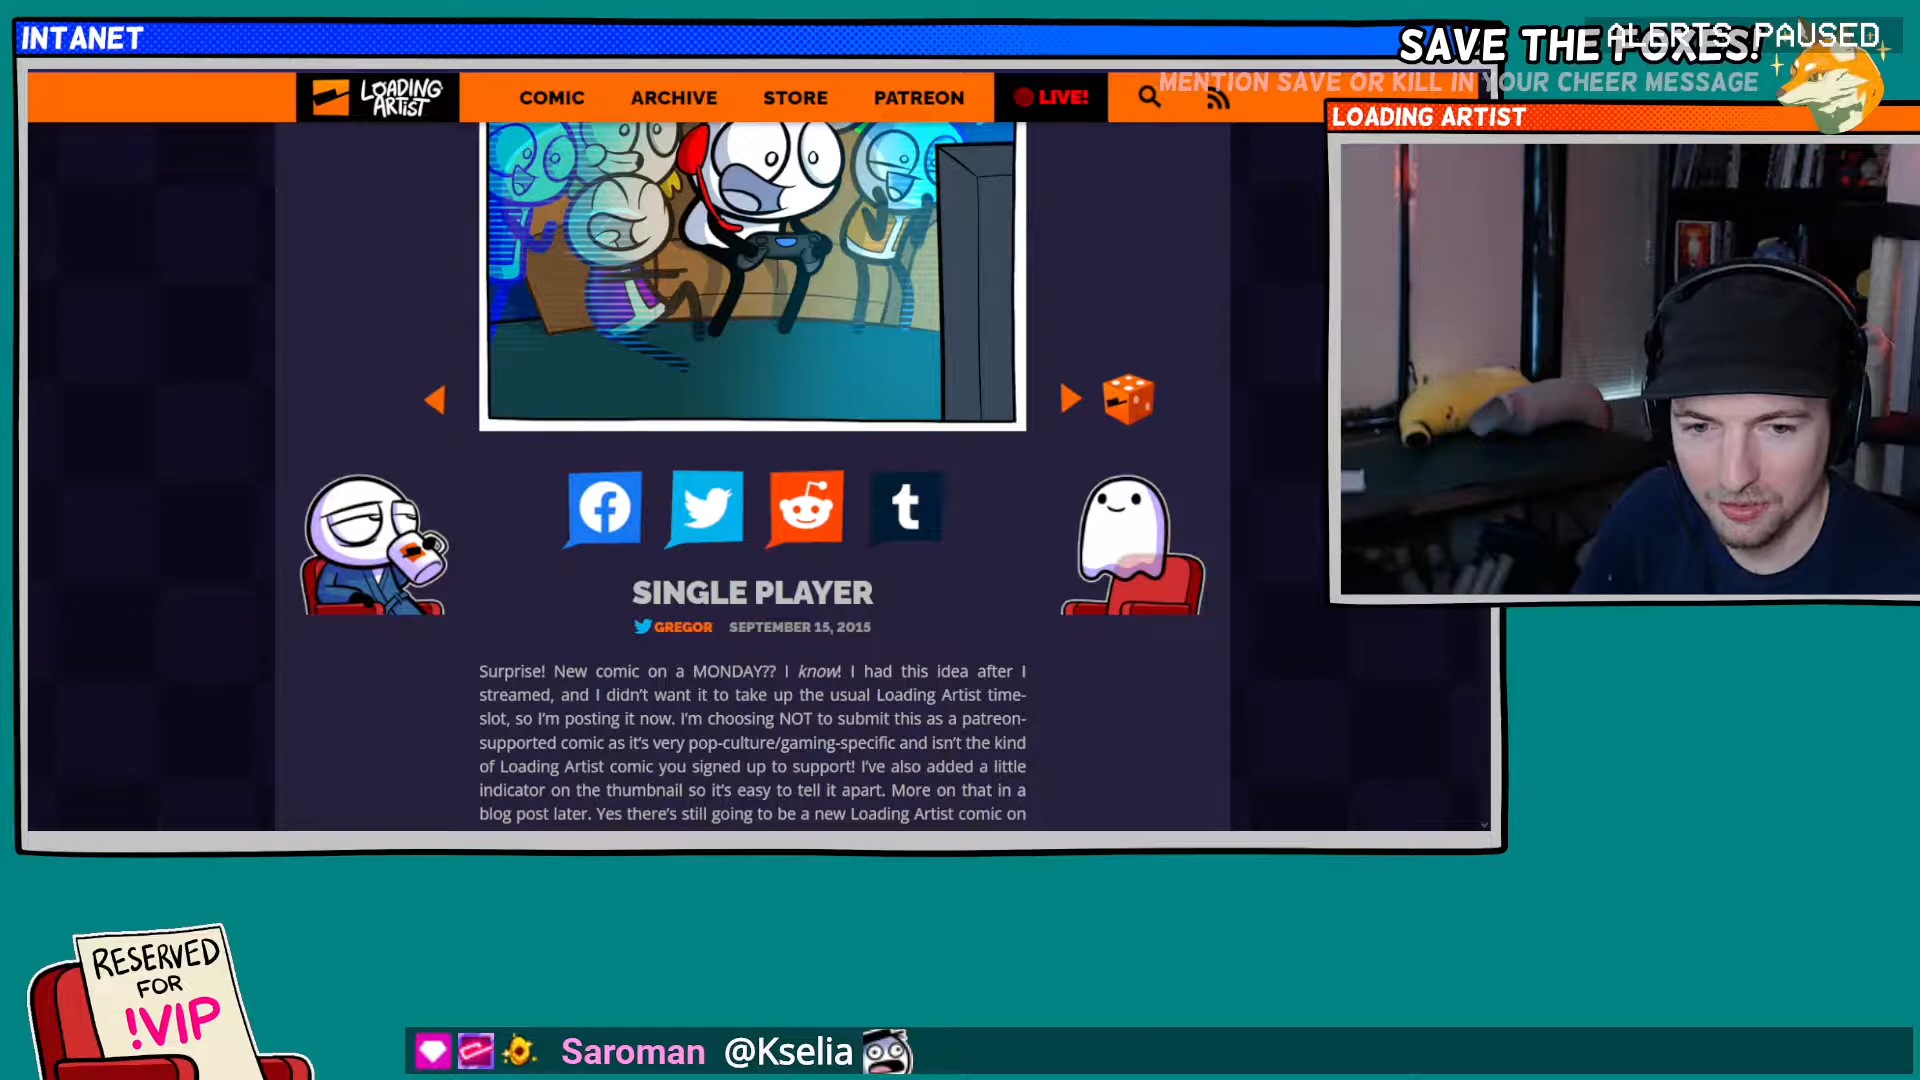 INTANET
SAVE THE FOXES!
ALERTS PAUSED
MENTION SAVE OR KILL IN YOUR CHEER MESSAGE
LOADING ARTIST
COMIC
ARCHIVE
STORE
PATREON
LIVE!
LOADING ARTIST
SINGLE PLAYER
GREGOR SEPTEMBER 15, 2015
Surprise! New comic on a MONDAY?? I know! I had this idea after I
streamed, and I didn't want it to take up the usual Loading Artist time-
slot, so I'm posting it now. I'm choosing NOT to submit this as a patreon-
supported comic as it's very pop-culture/gaming-specific and isn't the kind
of Loading Artist comic you signed up to support! I've also added a little
indicator on the thumbnail so it's easy to tell it apart. More on that in a
blog post later. Yes there's still going to be a new Loading Artist comic on
RESERVED
FOR
!VIP
Saroman @Kselia